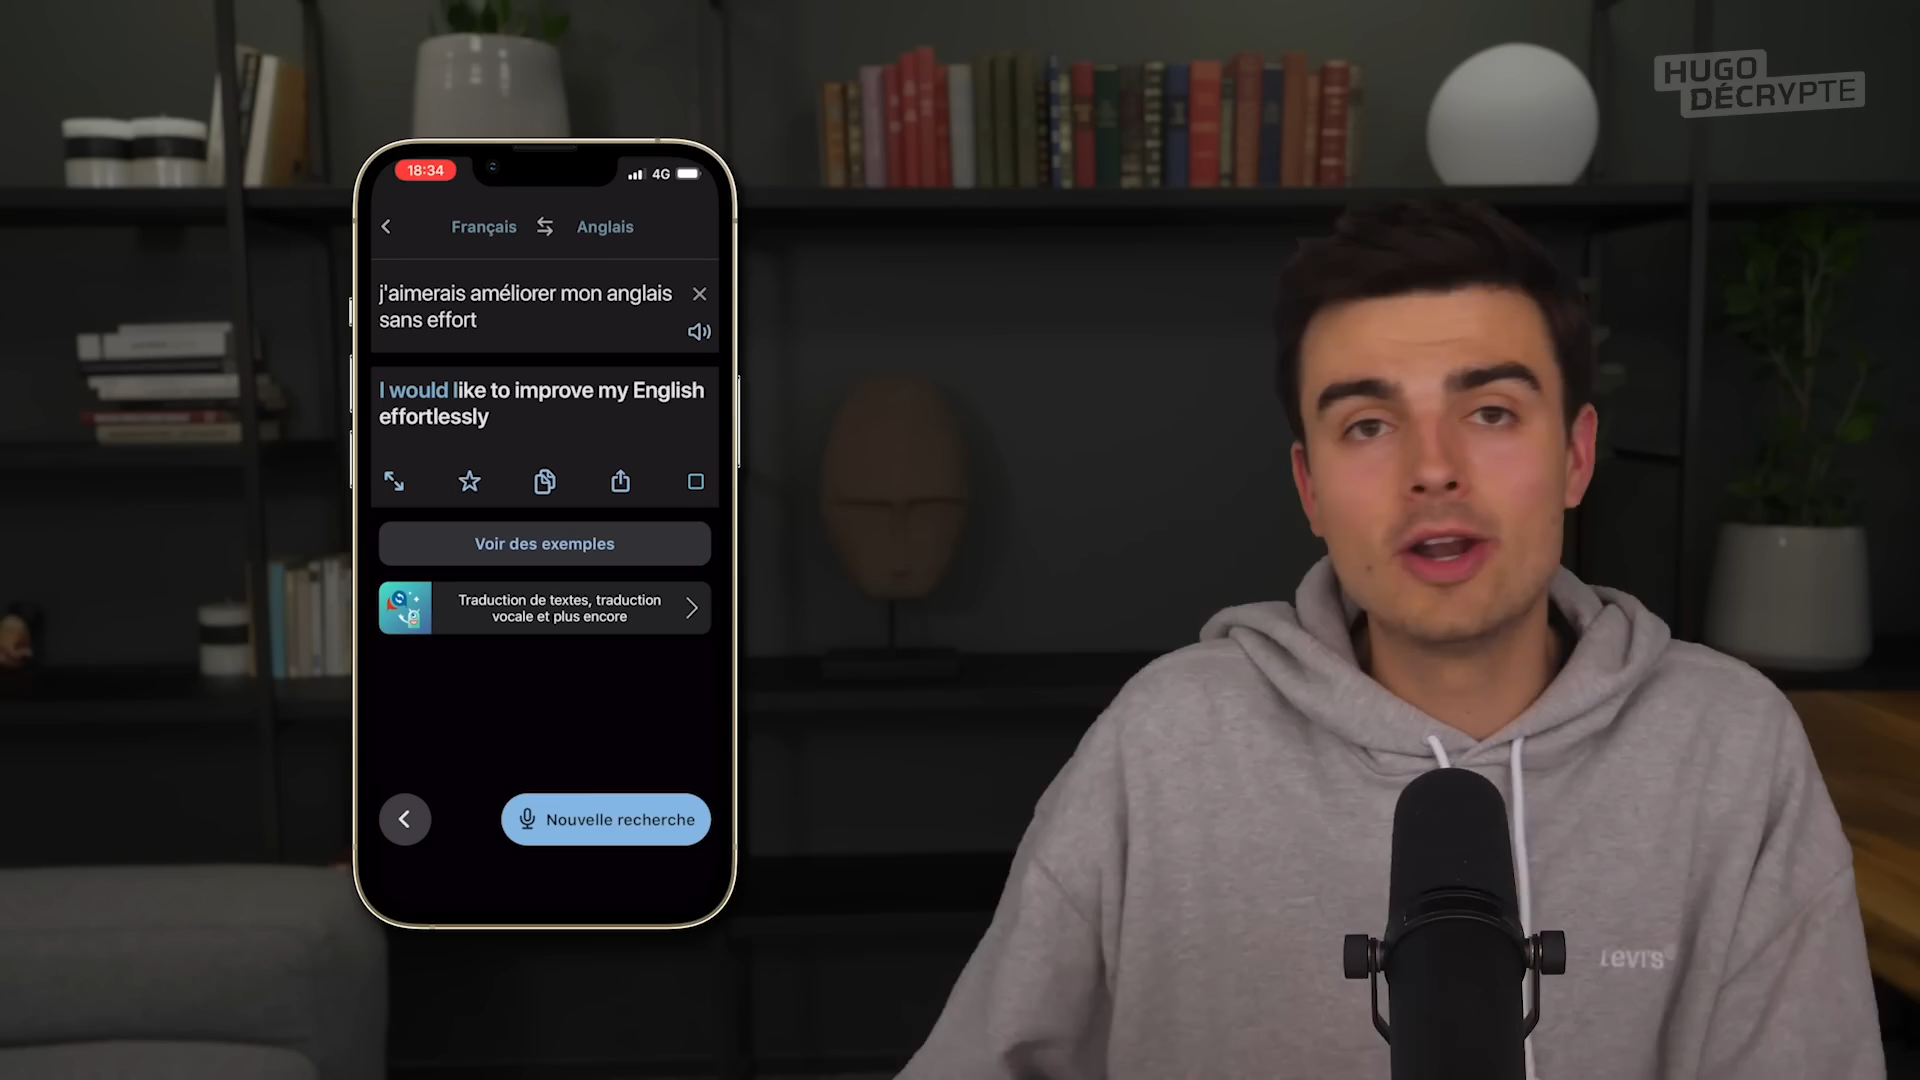 HUGO
DÉCRYPTE
18:34
4G
Français
Anglais
j'aimerais améliorer mon anglais
sans effort
I would like to improve my English
effortlessly
Voir des exemples
Traduction de textes, traduction
vocale et plus encore
Nouvelle recherche
Levi's